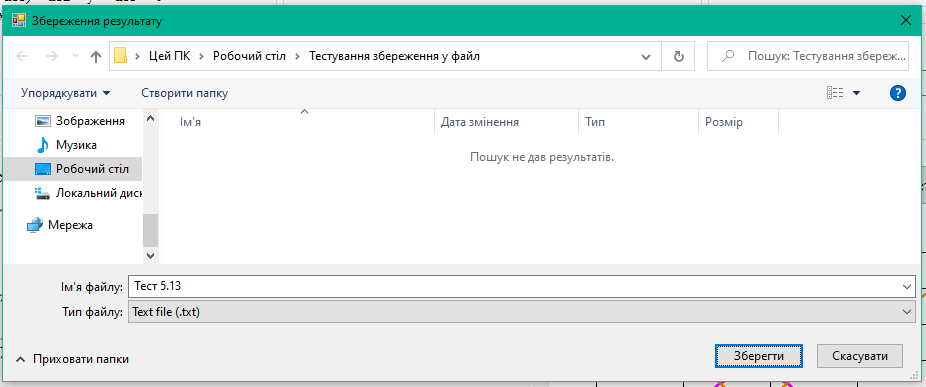 Збереження результату
Цей ПК > Робочий стіл > Тестування збереження у файл
Пошук: Тестування збереж...
Упорядкувати
Створити папку
Ім'я
Дата змінення
Тип
Розмір
Зображення
Музика
Робочий стіл
Локальний диск
Мережа
Пошук не дав результатів.
Ім'я файлу: Тест 5.13
Тип файлу: Text file (.txt)
Приховати папки
Зберегти
Скасувати